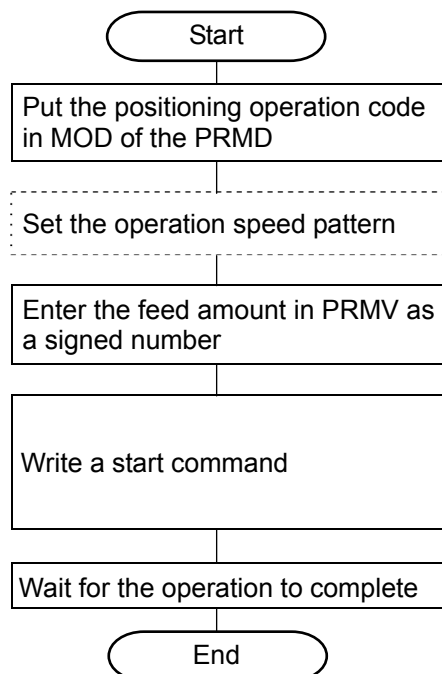 Start
Put the positioning operation code
in MOD of the PRMD
Set the operation speed pattern
Enter the feed amount in PRMV as
a signed number
Write a start command
Wait for the operation to complete
End